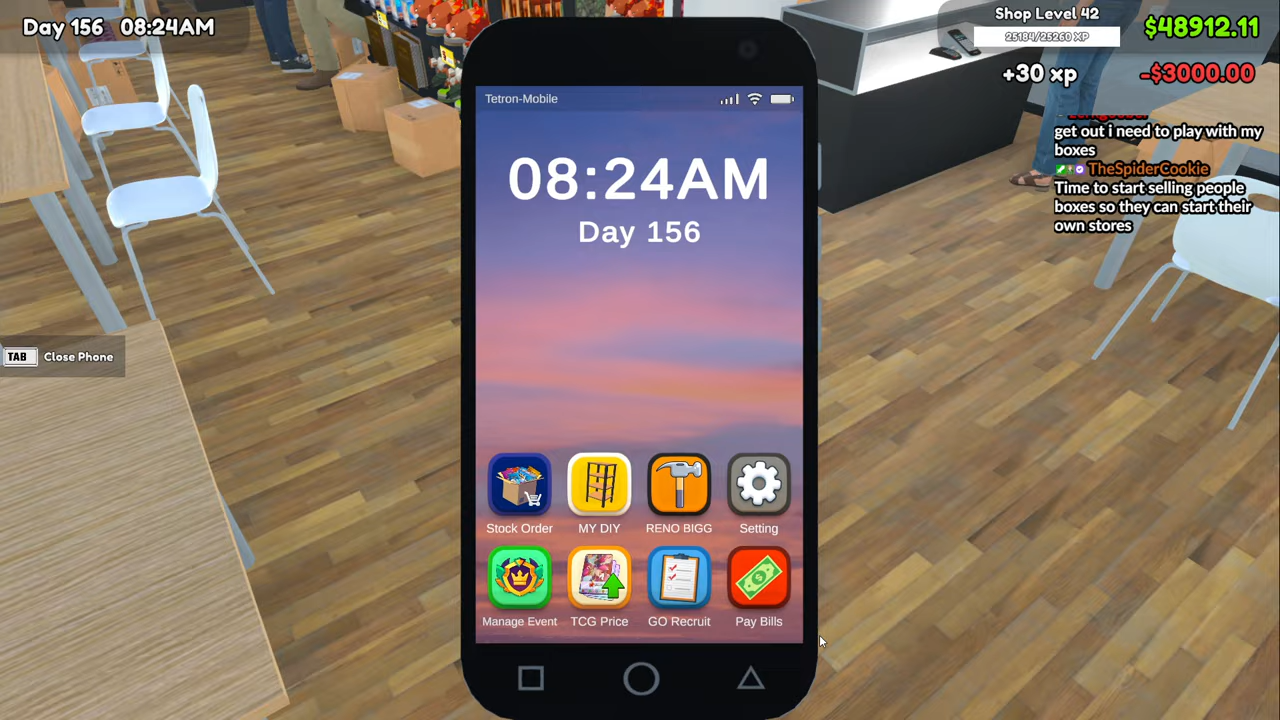 Day 156 08:24AM
Shop Level 42
25184/25260 XP
$48912.11
+30 xp
-$3000.00
get out i need to play with my
boxes
TheSpiderCookie
Time to start selling people
boxes so they can start their
own stores
TAB Close Phone
Tetron-Mobile
08:24AM
Day 156
Stock Order
MY DIY
RENO BIGG
Setting
Manage Event
TCG Price
GO Recruit
Pay Bills